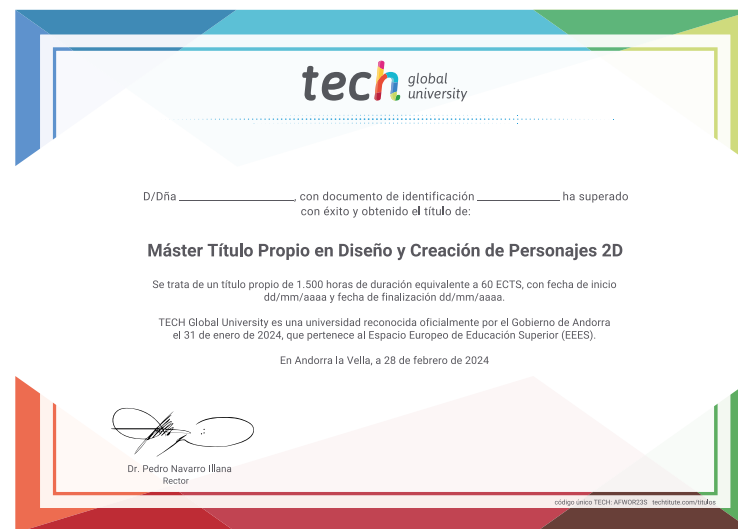 tech global university
D/Dña ____________________, con documento de identificación ______________ ha superado
con éxito y obtenido el título de:
Máster Título Propio en Diseño y Creación de Personajes 2D
Se trata de un título propio de 1.500 horas de duración equivalente a 60 ECTS, con fecha de inicio
dd/mm/aaaa y fecha de finalización dd/mm/aaaa.
TECH Global University es una universidad reconocida oficialmente por el Gobierno de Andorra
el 31 de enero de 2024, que pertenece al Espacio Europeo de Educación Superior (EEES).
En Andorra la Vella, a 28 de febrero de 2024
Dr. Pedro Navarro Illana
Rector
código único TECH: AFWOR23S techtitute.com/titulos